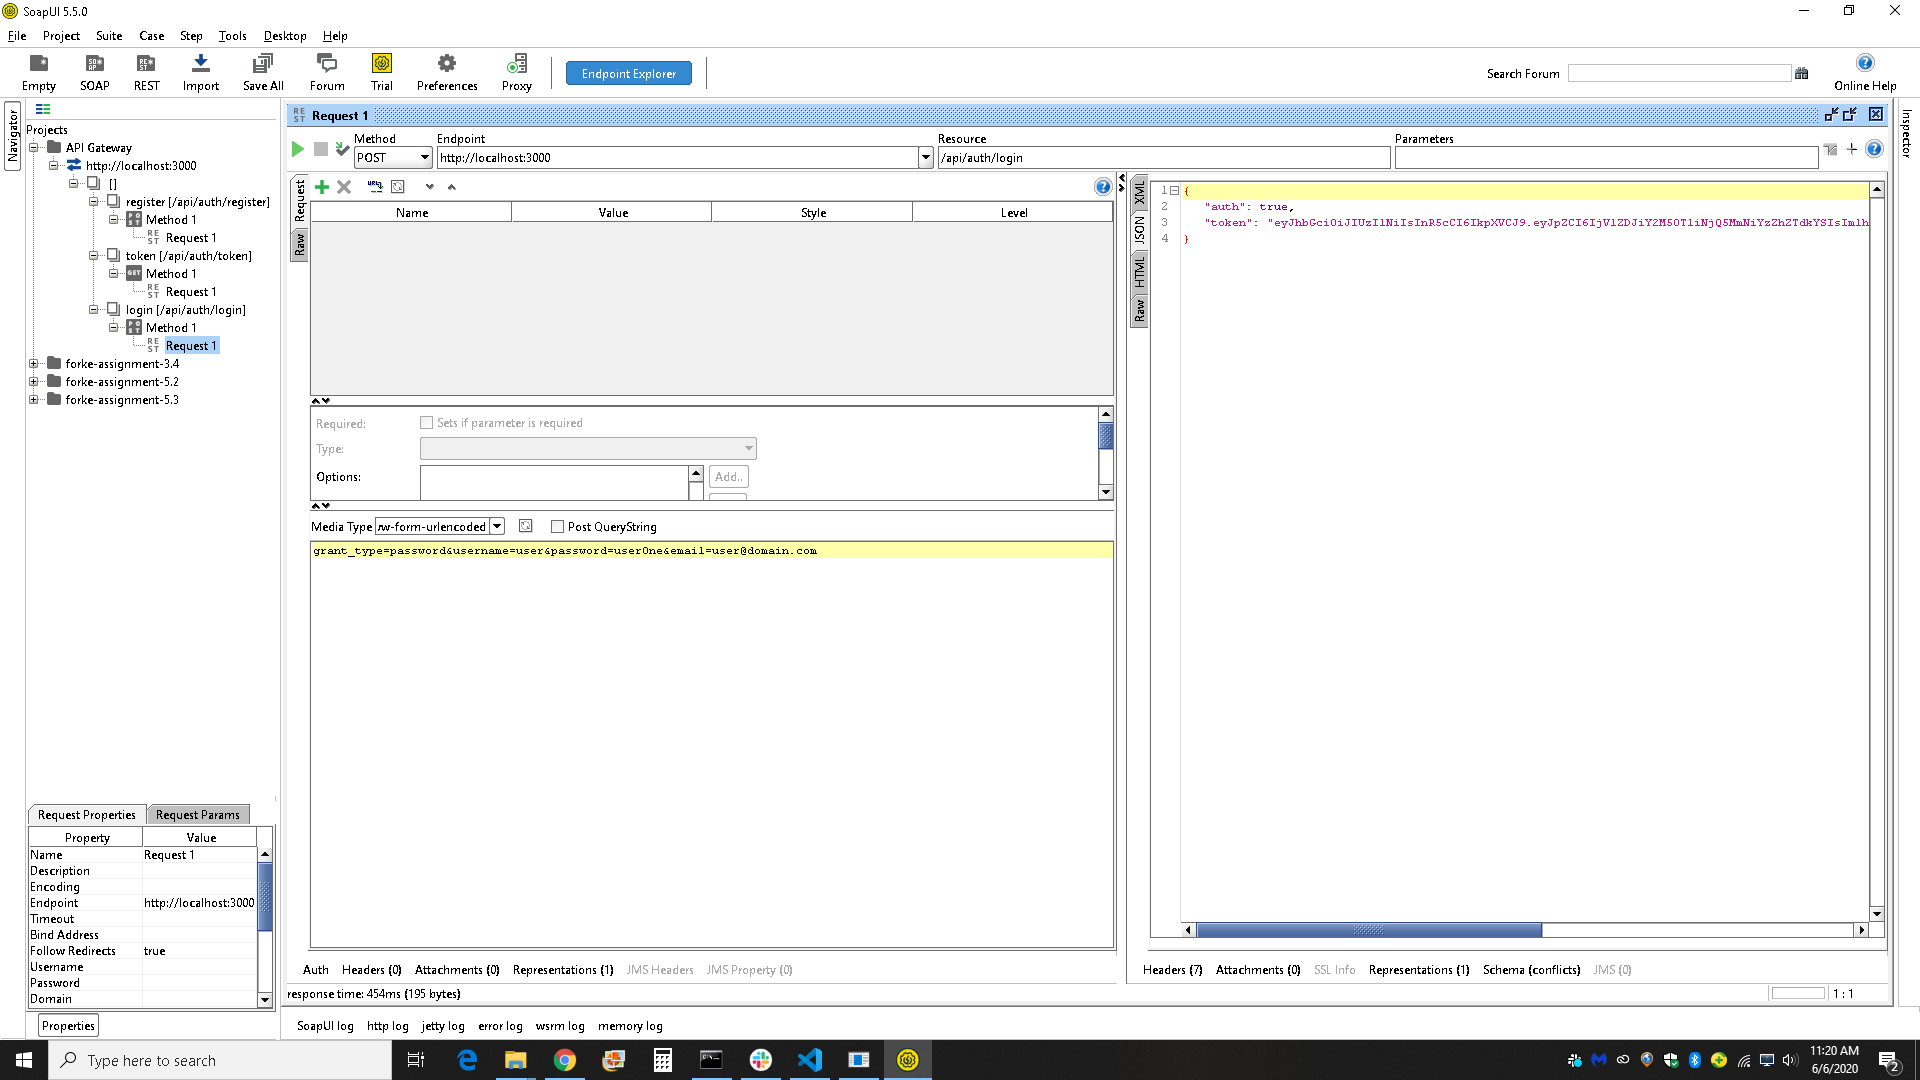 SoapUI 5.5.0
File Project Suite Case Step Tools Desktop Help
Empty SOAP REST Import Save All Forum Trial Preferences Proxy Endpoint Explorer Search Forum Online Help
Navigator
Projects
API Gateway
http://localhost:3000
[]
register [/api/auth/register]
Method 1
Request 1
token [/api/auth/token]
Method 1
Request 1
login [/api/auth/login]
Method 1
Request 1
forke-assignment-3.4
forke-assignment-5.2
forke-assignment-5.3
Request Properties Request Params
Property Value
Name Request 1
Description
Encoding
Endpoint http://localhost:3000
Timeout
Bind Address
Follow Redirects true
Username
Password
Domain
Properties
Request 1
Method Endpoint Resource Parameters
POST http://localhost:3000 /api/auth/login
Request
Raw
Name Value Style Level
Required: Sets if parameter is required
Type:
Options: Add..
Media Type /w-form-urlencoded Post QueryString
grant_type=password&username=user&password=userOne&email=user@domain.com
Auth Headers (0) Attachments (0) Representations (1) JMS Headers JMS Property (0)
response time: 454ms (195 bytes)
XML
JSON
HTML
Raw
1 {
2 "auth": true,
3 "token":
4 }
Headers (7) Attachments (0) SSL Info Representations (1) Schema (conflicts) JMS (0)
1 : 1
Inspector
SoapUI log http log jetty log error log wsrm log memory log
Type here to search
11:20 AM
6/6/2020
2